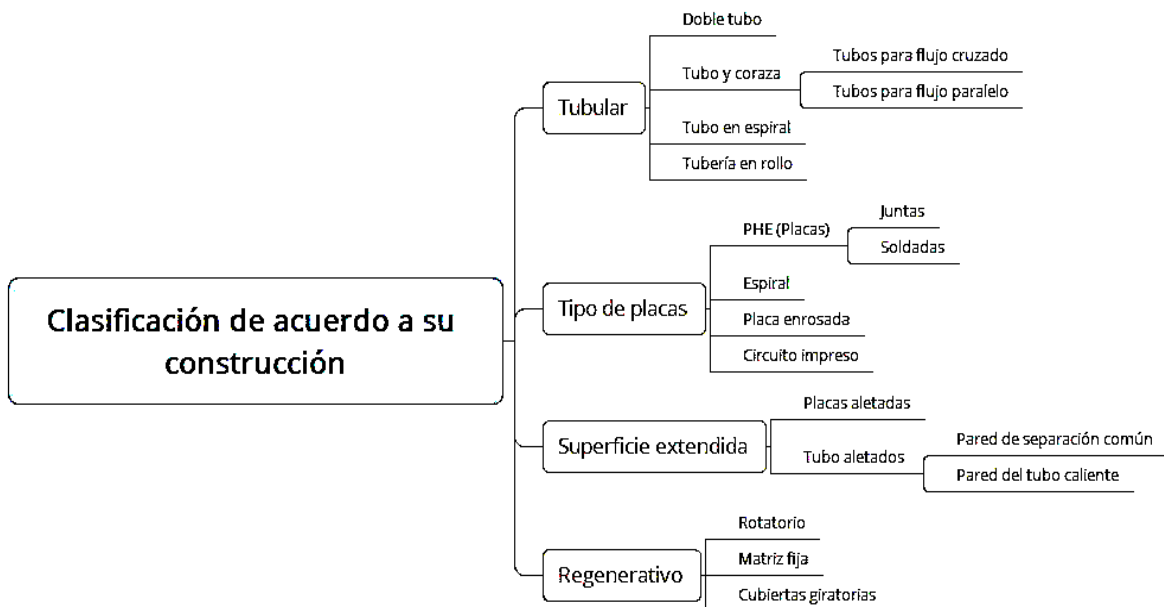 Clasificación de acuerdo a su
construcción
Tubular
Doble tubo
Tubo y coraza
Tubos para flujo cruzado
Tubos para flujo paralelo
Tubo en espiral
Tubería en rollo
Tipo de placas
PHE (Placas)
Juntas
Soldadas
Espiral
Placa enrosada
Circuito impreso
Superficie extendida
Placas aletadas
Tubo aletados
Pared de separación común
Pared del tubo caliente
Regenerativo
Rotatorio
Matriz fija
Cubiertas giratorias